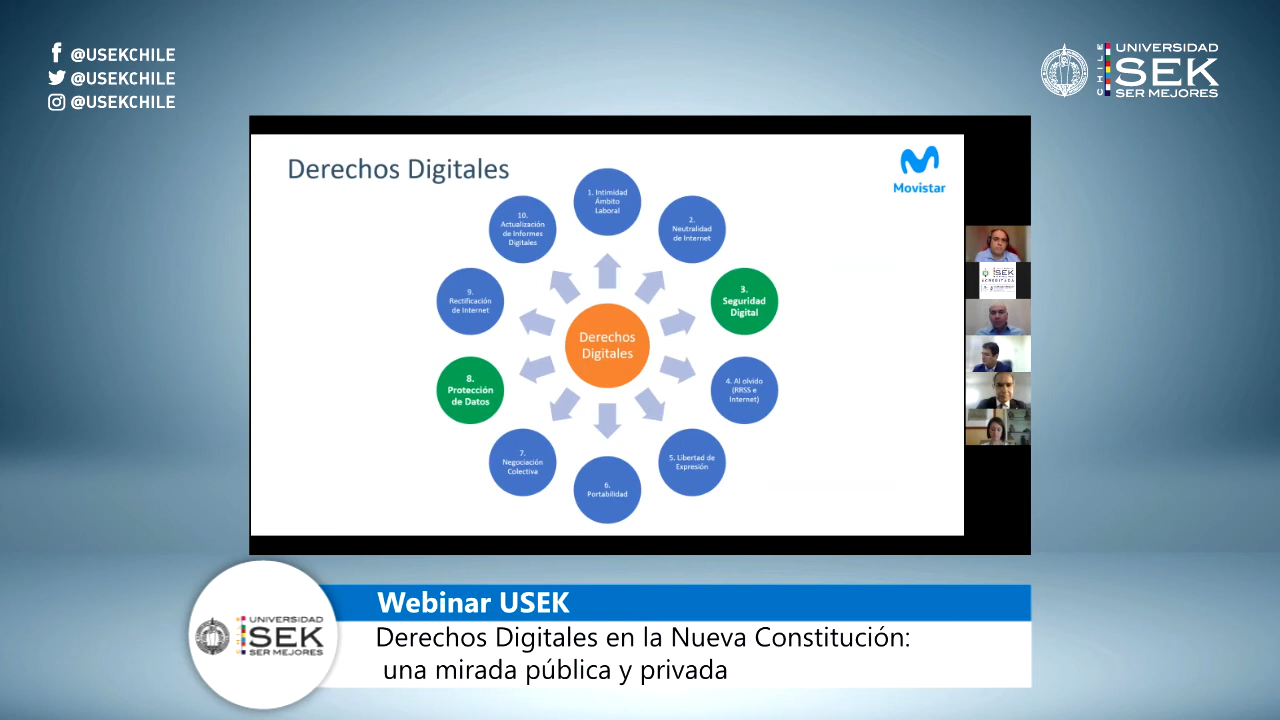 @USEKCHILE
@USEKCHILE
@USEKCHILE
CHILE
UNIVERSIDAD
SEK
SER MEJORES
Derechos Digitales
Movistar
1. Intimidad
Ámbito
Laboral
2.
Neutralidad
de Internet
3.
Seguridad
Digital
4. Al olvido
(RRSS e
Internet)
5. Libertad de
Expresión
6.
Portabilidad
7.
Negociación
Colectiva
8.
Protección
de Datos
9.
Rectificación
de Internet
10.
Actualización
de Informes
Digitales
Derechos
Digitales
SEK
UNIVERSIDAD
SEK
SER MEJORES
Webinar USEK
Derechos Digitales en la Nueva Constitución:
una mirada pública y privada